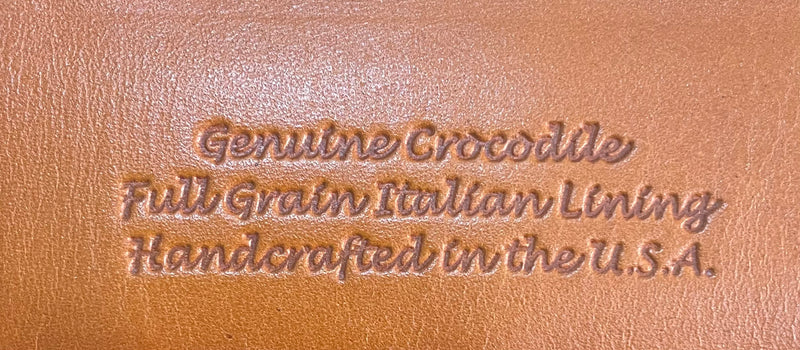 Genuine Crocodile
Full Grain Italian Lining
Handcrafted in the U.S.A.